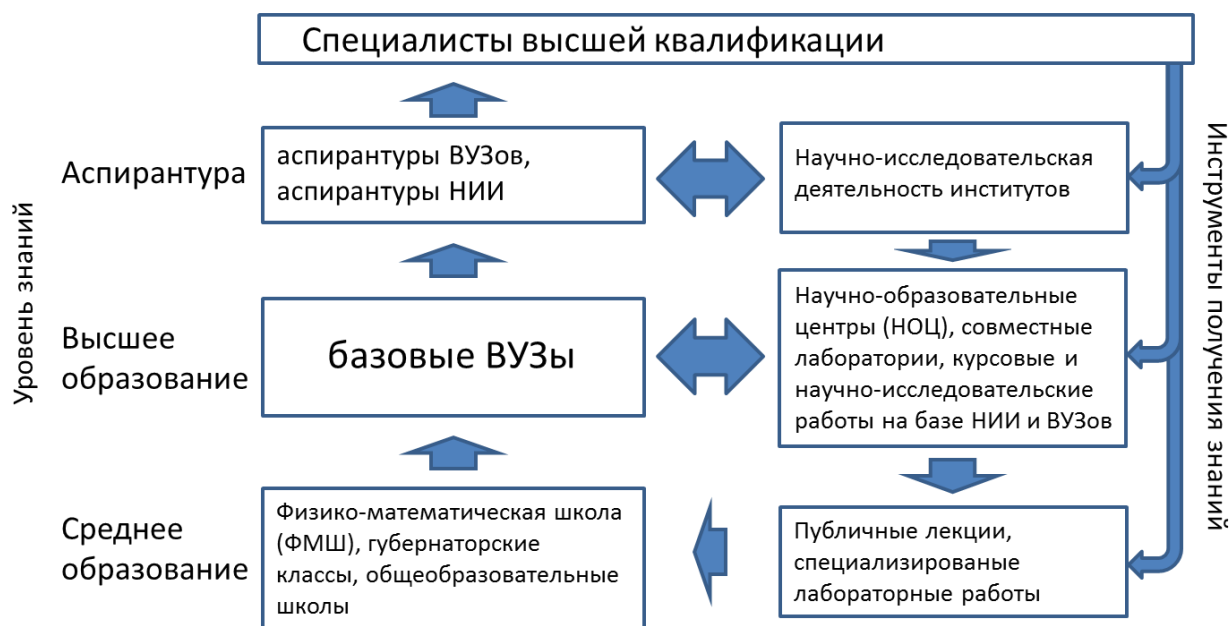 Специалисты высшей квалификации
Уровень знаний
Аспирантура
аспирантуры ВУЗов,
аспирантуры НИИ
Научно-исследовательская
деятельность институтов
Высшее
образование
базовые ВУЗы
Научно-образовательные
центры (НОЦ), совместные
лаборатории, курсовые и
научно-исследовательские
работы на базе НИИ и ВУЗов
Среднее
образование
Физико-математическая школа
(ФМШ), губернаторские
классы, общеобразовательные
школы
Публичные лекции,
специализированые
лабораторные работы
Инструменты получения знаний